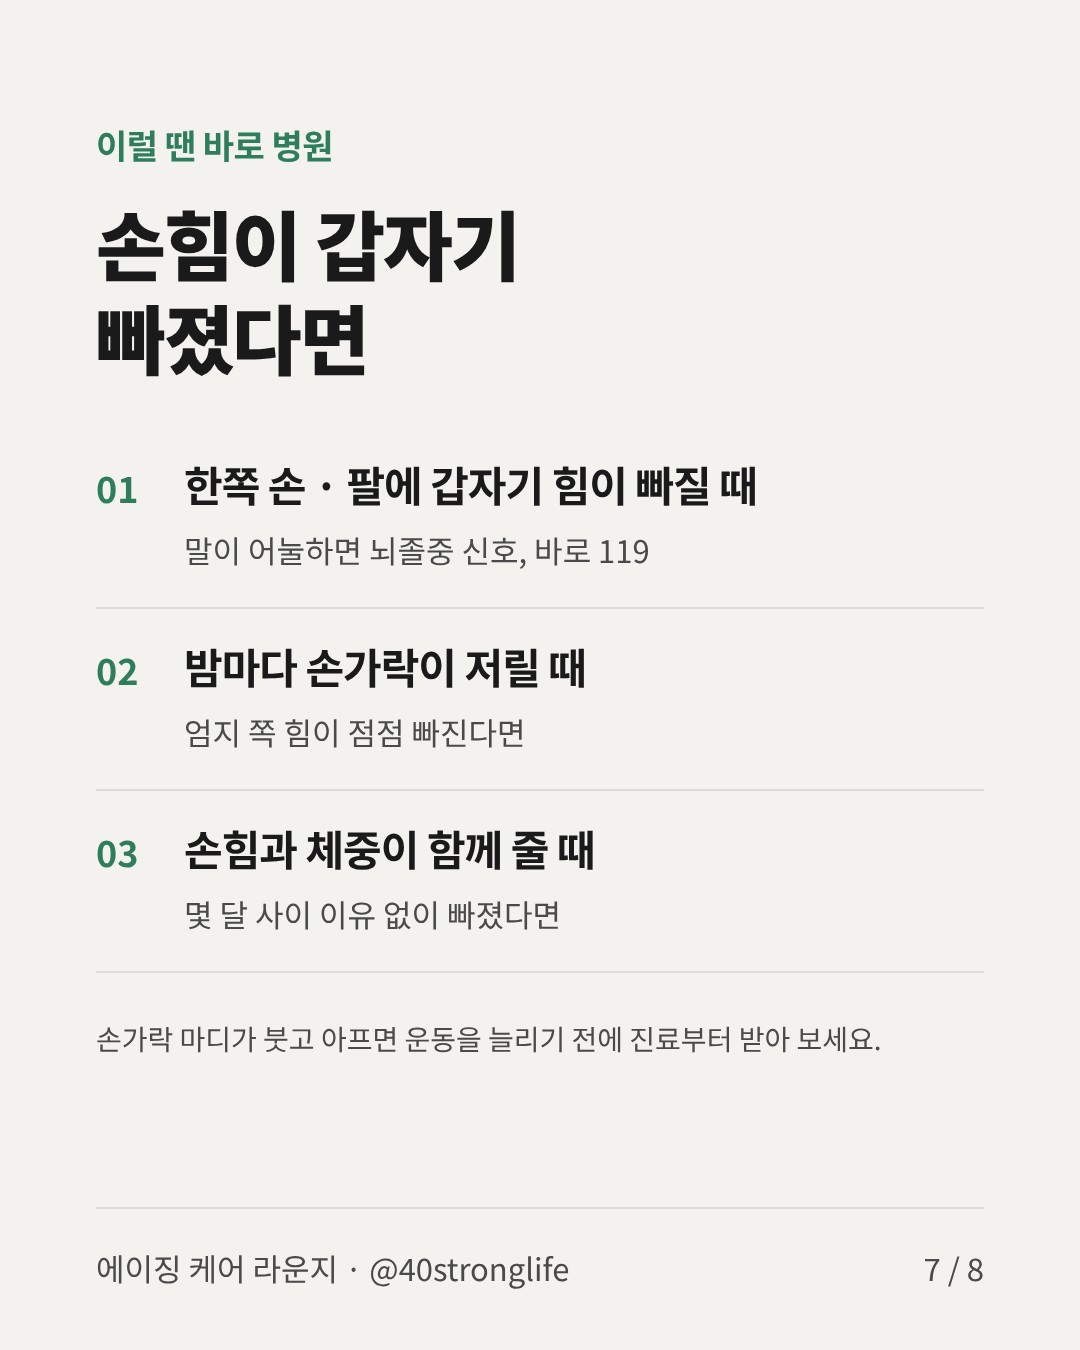 이럴 땐 바로 병원
손힘이 갑자기
빠졌다면
01 한쪽 손 · 팔에 갑자기 힘이 빠질 때
말이 어눌하면 뇌졸중 신호, 바로 119
02 밤마다 손가락이 저릴 때
엄지 쪽 힘이 점점 빠진다면
03 손힘과 체중이 함께 줄 때
몇 달 사이 이유 없이 빠졌다면
손가락 마디가 붓고 아프면 운동을 늘리기 전에 진료부터 받아 보세요.
에이징 케어 라운지 · @40stronglife 7 / 8